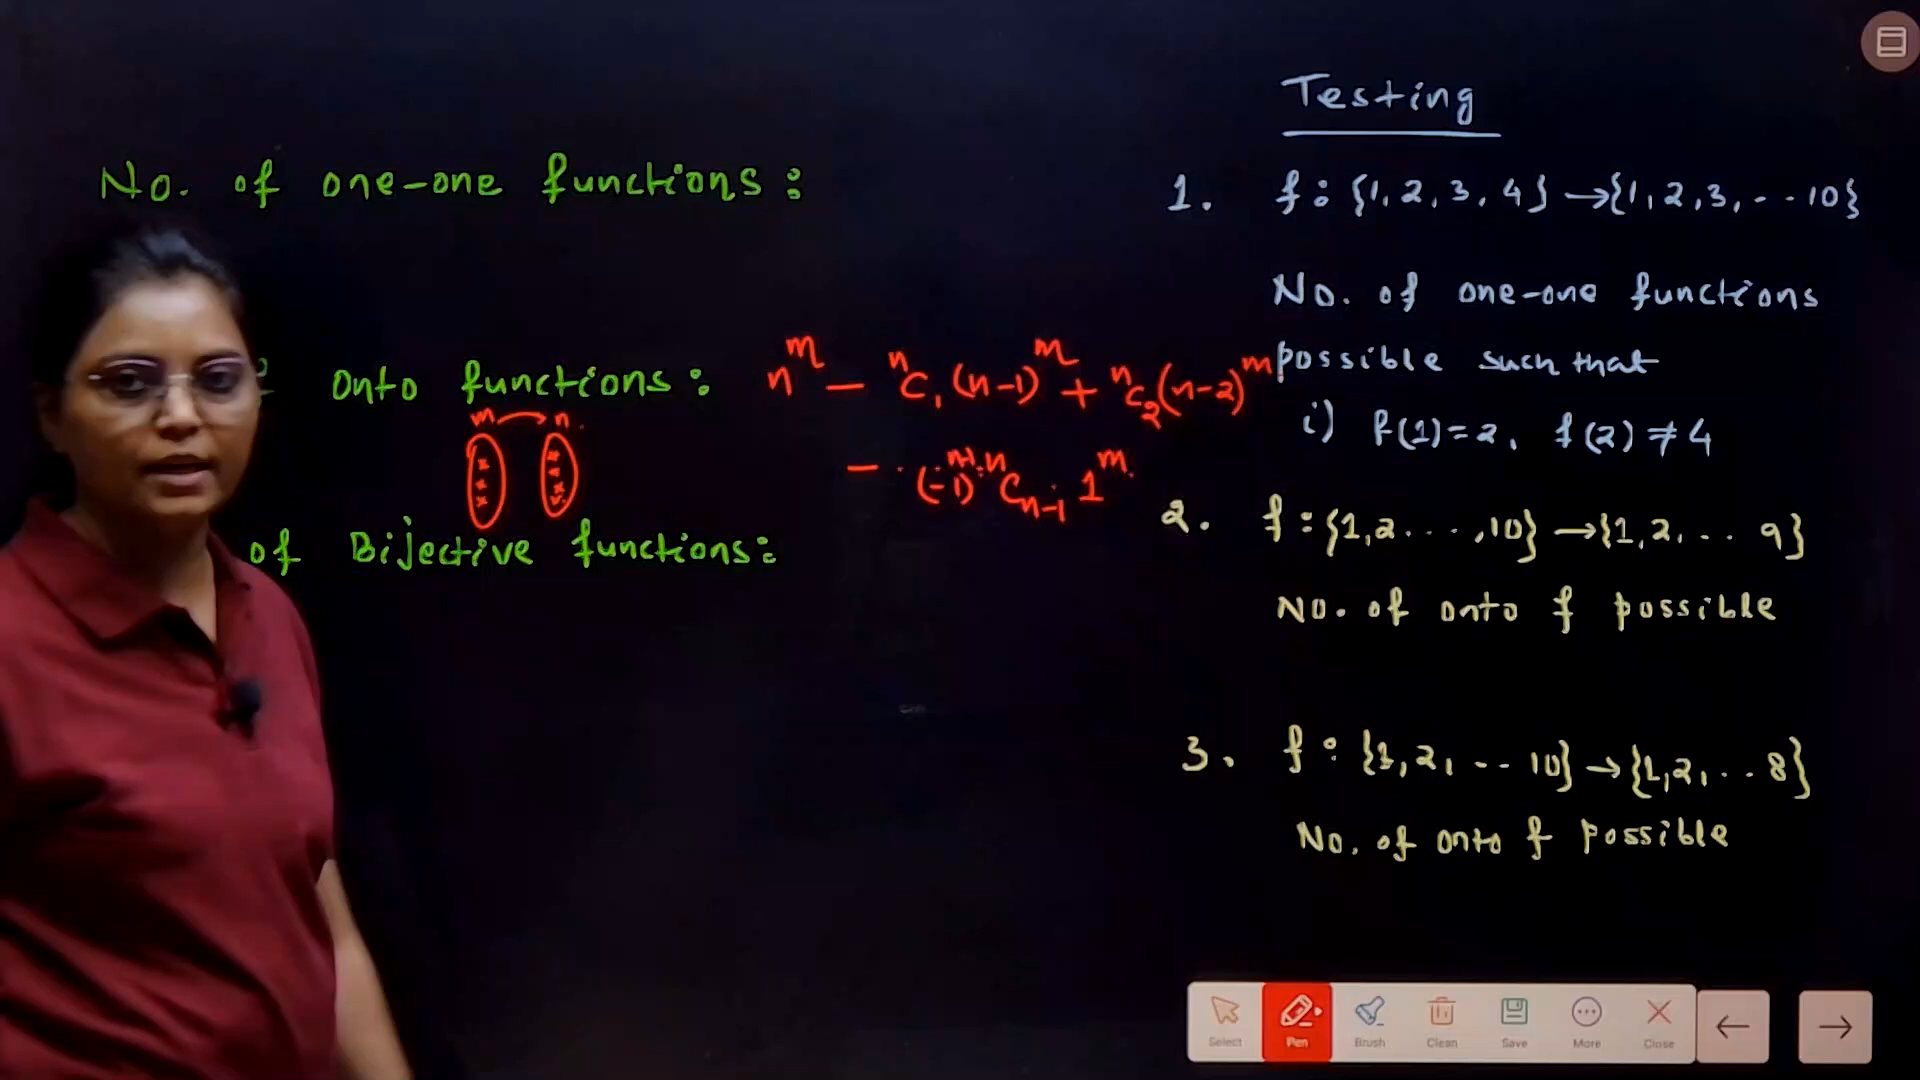 No. of one-one functions :
onto functions : n^m - ^nC_1 (n-1)^m + ^nC_2 (n-2)^m
m → n
- . (-1)^{n-1} ^nC_{n-1} 1^m.
of Bijective functions:
Testing
1. f : {1, 2, 3, 4} → {1, 2, 3, - - 10}
No. of one-one functions
possible such that
i) f(1) = 2, f(2) ≠ 4
2. f : {1, 2 . . . , 10} → {1, 2, . . . 9}
No. of onto f possible
3. f : {1, 2, - - 10} → {1, 2, . . . 8}
No. of onto f possible
Select Pen Brush Clean Save More Close